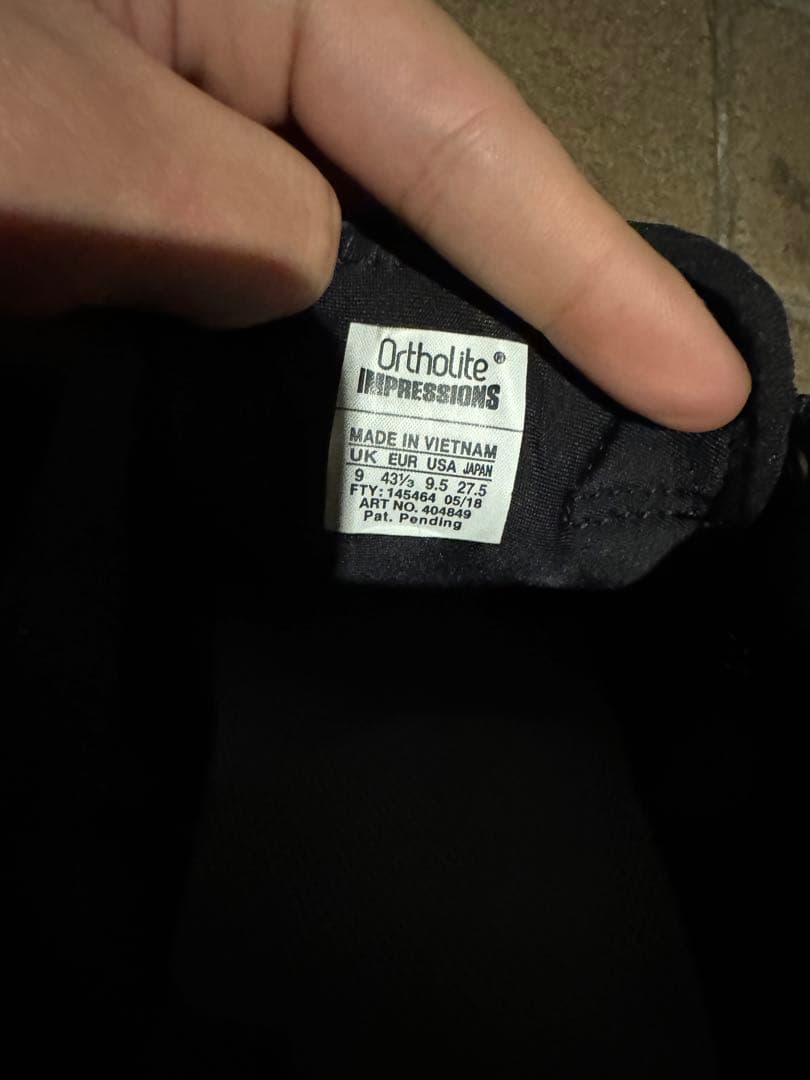 Ortholite®
IMPRESSIONS
MADE IN VIETNAM
UK EUR USA JAPAN
9 43⅓ 9.5 27.5
FTY: 145464 05/18
ART NO. 404849
Pat. Pending